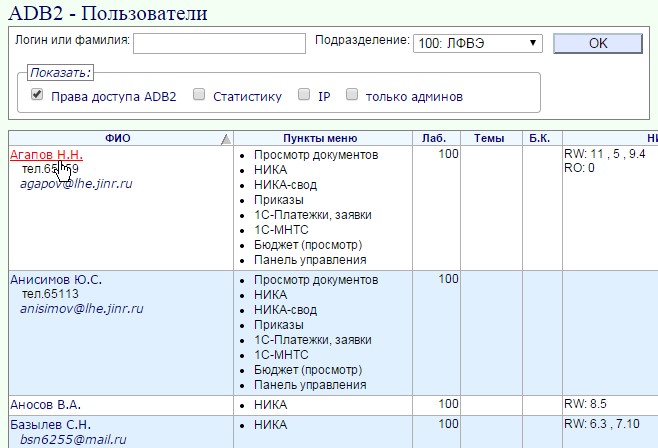 ADB2 - Пользователи
Логин или фамилия: Подразделение: 100: ЛФВЭ OK
Показать:
Права доступа ADB2 Статистику IP только админов
ФИО Пункты меню Лаб. Темы Б.К.
Агапов Н.Н. Просмотр документов 100 RW: 11 , 5 , 9.4
тел. НИКА RO: 0
agapov@lhe.jinr.ru НИКА-свод
Приказы
1С-Платежки, заявки
1С-МНТС
Бюджет (просмотр)
Панель управления
Анисимов Ю.С. Просмотр документов 100
тел.65113 НИКА
anisimov@lhe.jinr.ru НИКА-свод
Приказы
1С-Платежки, заявки
1С-МНТС
Бюджет (просмотр)
Панель управления
Аносов В.А. НИКА 100 RW: 8.5
Базылев С.Н. НИКА 100 RW: 6.3 , 7.10
bsn6255@mail.ru